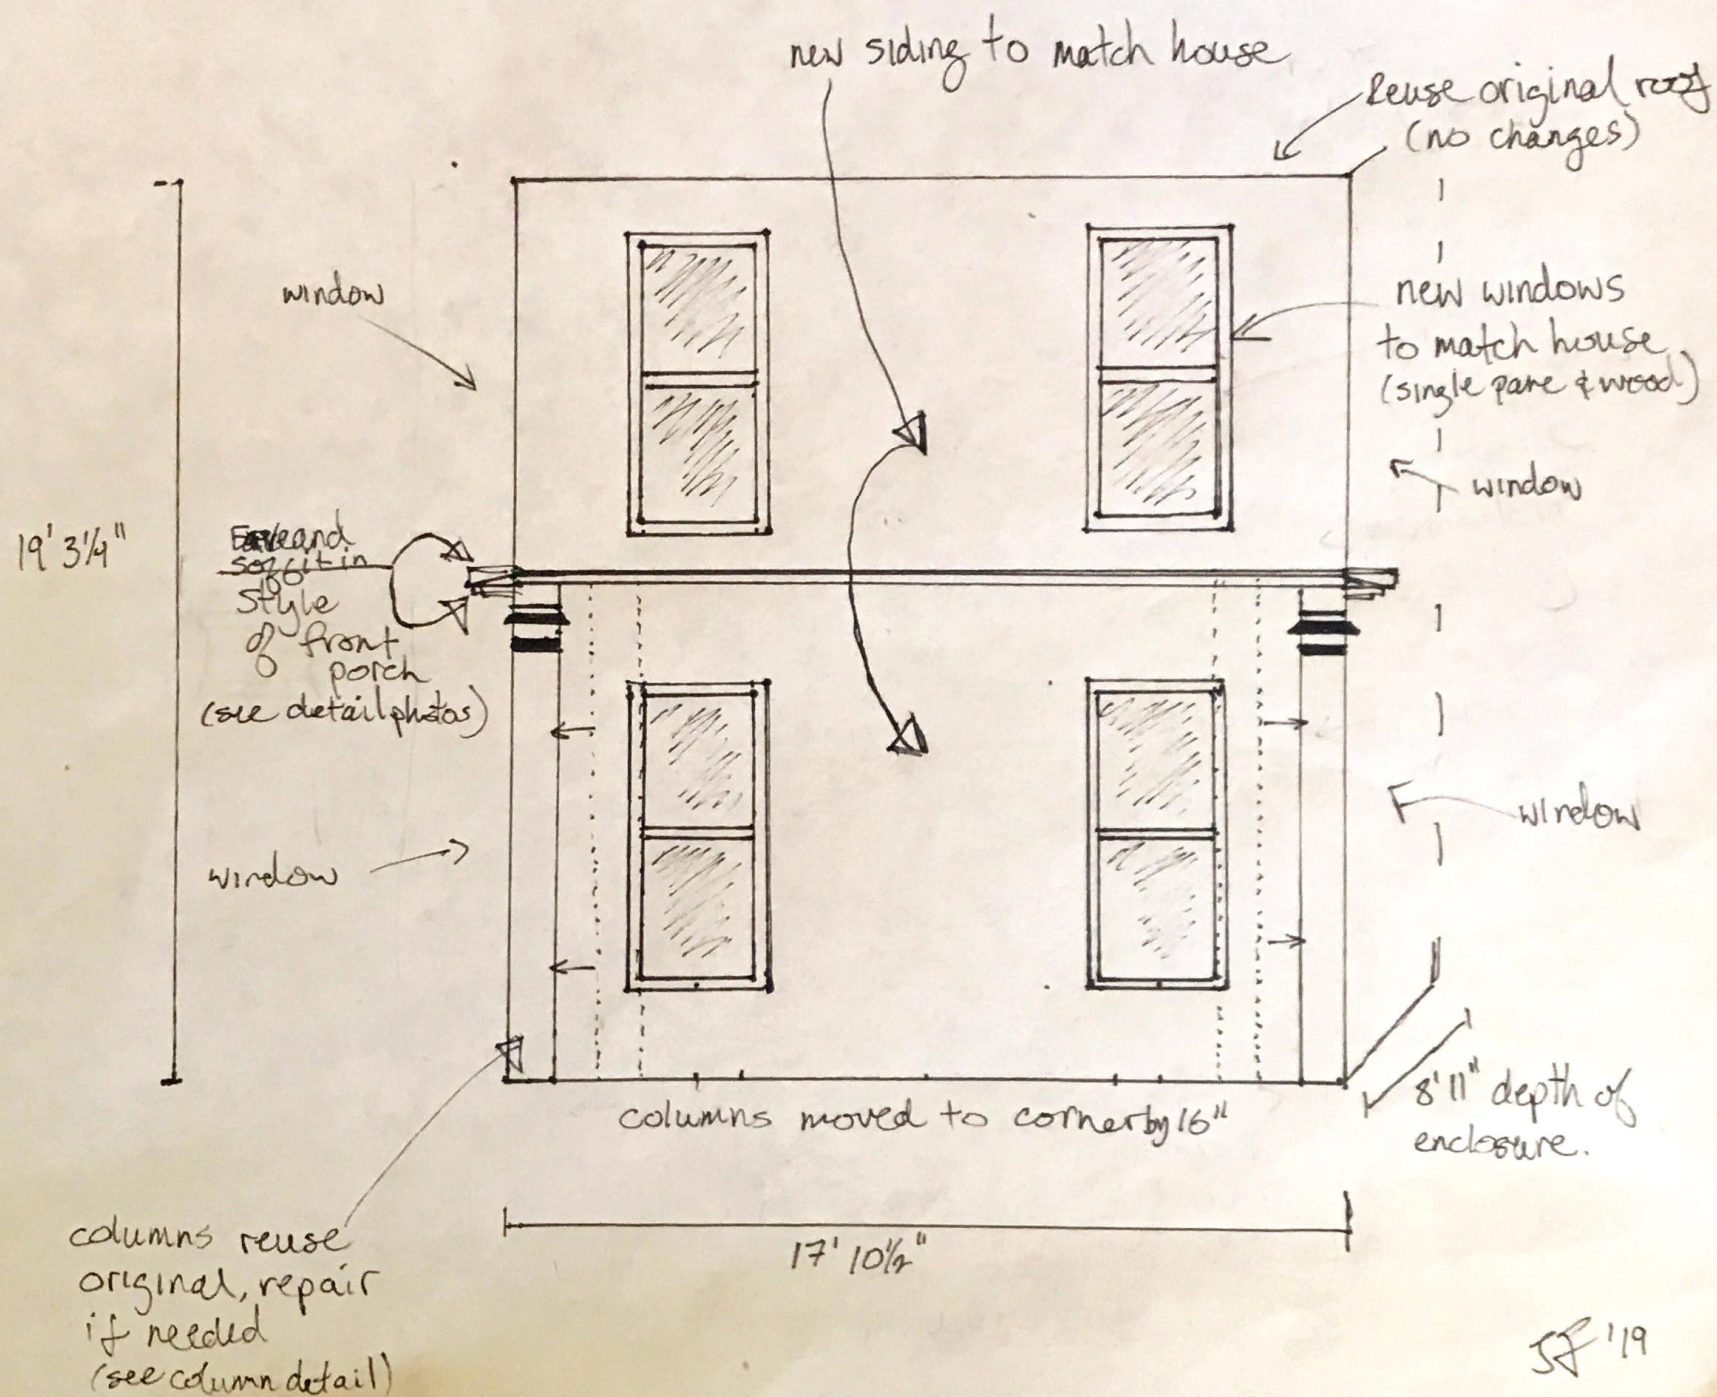 new siding to match house
Reuse original roof
(no changes)
window
new windows
to match house
(single pane & wood)
window
19' 3 1/4"
Eave and
soffit in
style
of front
porch
(see detail photos)
window
window
columns moved to corner by 16"
8' 11" depth of
enclosure.
17' 10 1/2"
columns reuse
original, repair
if needed
(see column detail)
'19